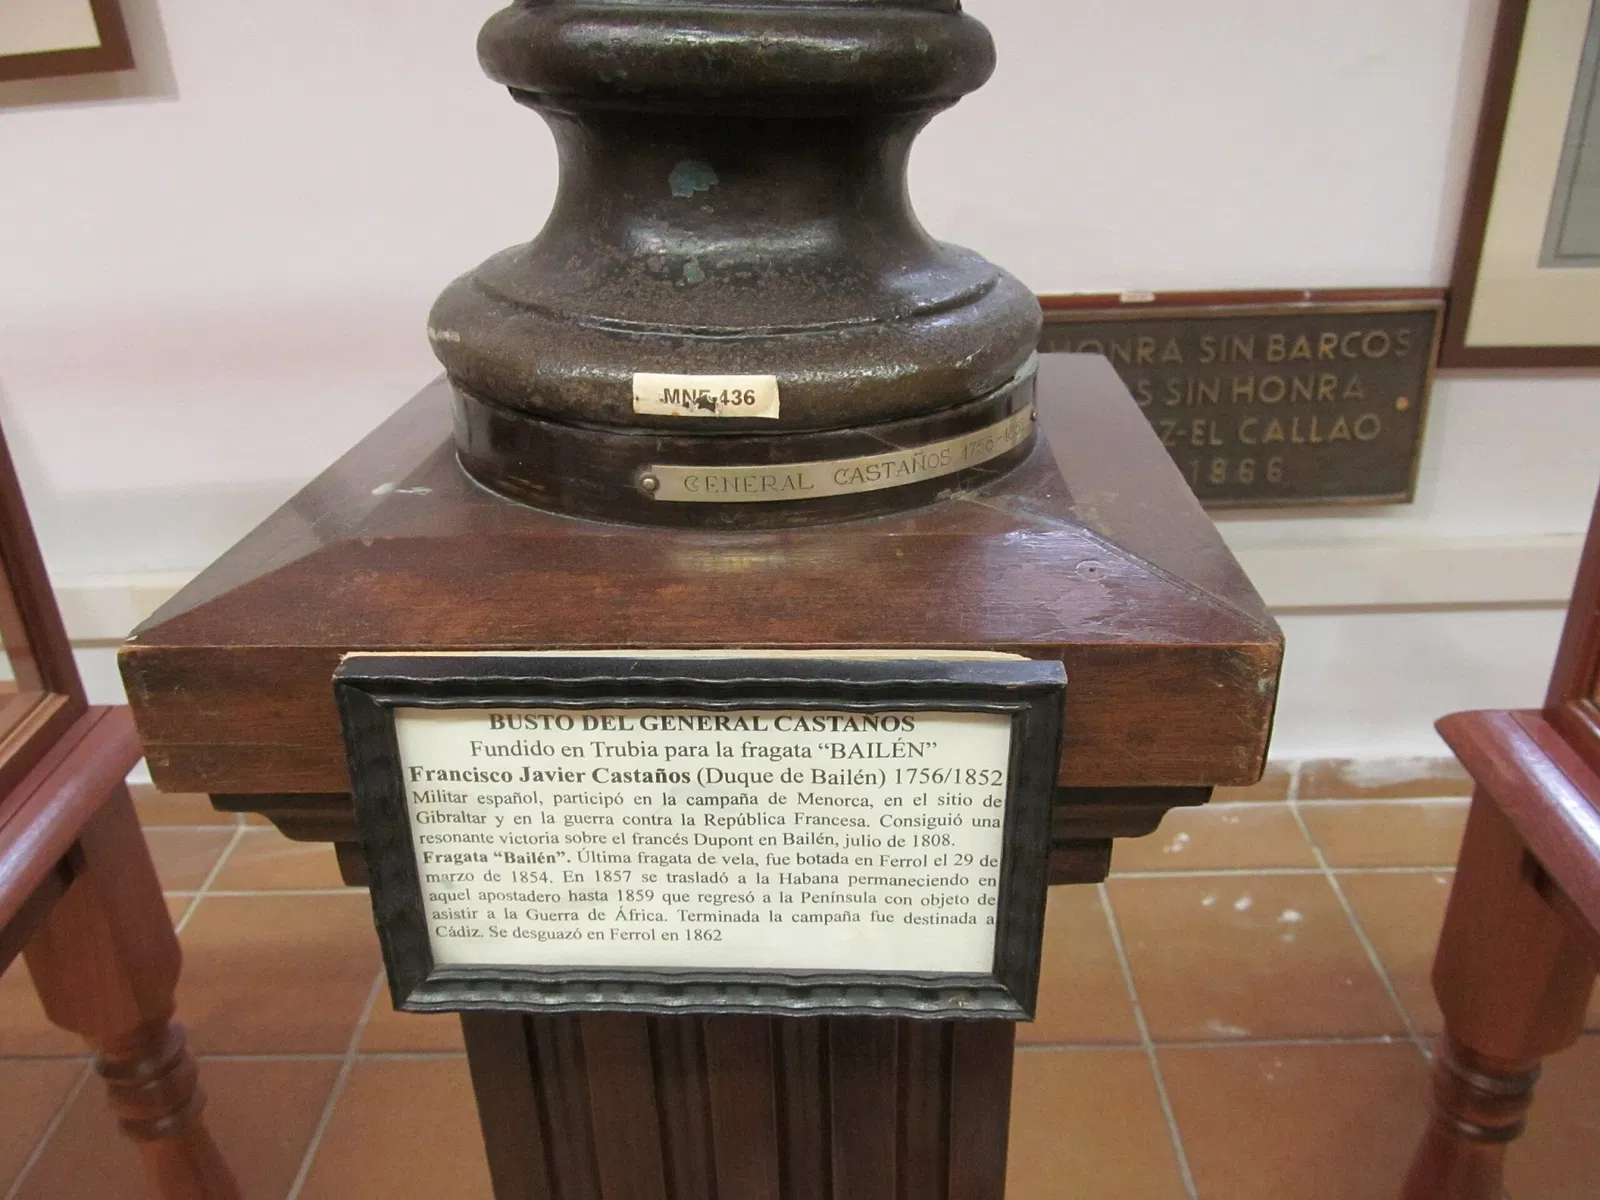 HONRA SIN BARCOS
SIN HONRA
EL CALLAO
1866
436
GENERAL CASTAÑOS 1756-
BUSTO DEL GENERAL CASTAÑOS
Fundido en Trubia para la fragata “BAILÉN”
Francisco Javier Castaños (Duque de Bailén) 1756/1852
Militar español, participó en la campaña de Menorca, en el sitio de
Gibraltar y en la guerra contra la República Francesa. Consiguió una
resonante victoria sobre el francés Dupont en Bailén, julio de 1808.
Fragata “Bailén”. Última fragata de vela, fue botada en Ferrol el 29 de
marzo de 1854. En 1857 se trasladó a la Habana permaneciendo en
aquel apostadero hasta 1859 que regresó a la Península con objeto de
asistir a la Guerra de África. Terminada la campaña fue destinada a
Cádiz. Se desguazó en Ferrol en 1862